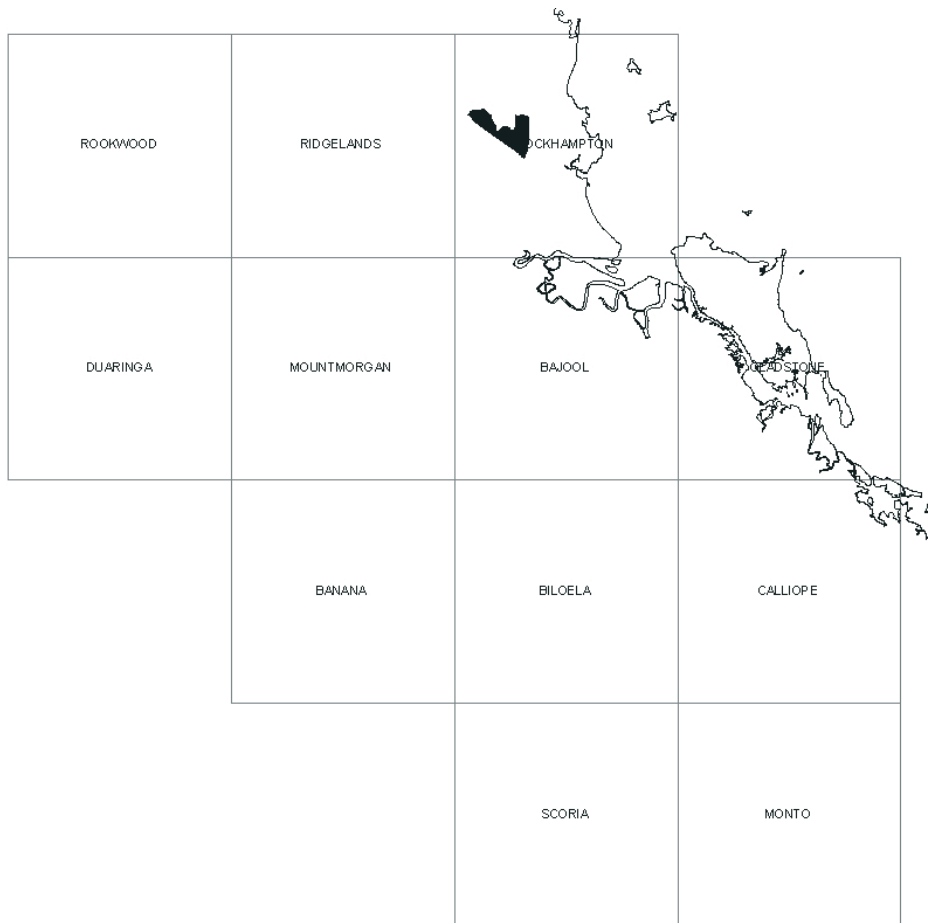 ROOKWOOD
RIDGELANDS
OCKHAMPTON
DUARINGA
MOUNTMORGAN
BAJOOL
GLADSTONE
BANANA
BILOELA
CALLIOPE
SCORIA
MONTO